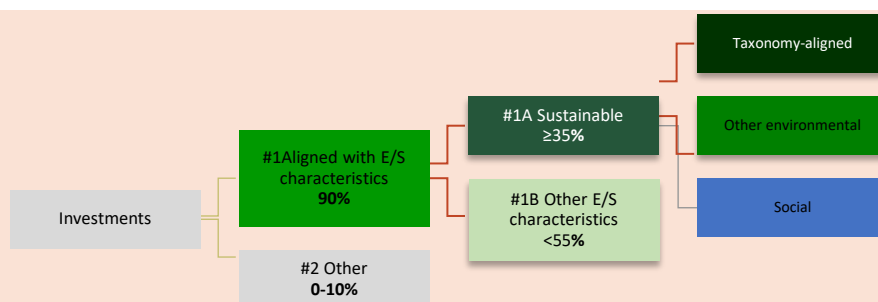 Taxonomy-aligned
#1A Sustainable
≥35%
Other environmental
#1Aligned with E/S
characteristics
90%
#1B Other E/S
characteristics
<55%
Social
Investments
#2 Other
0-10%